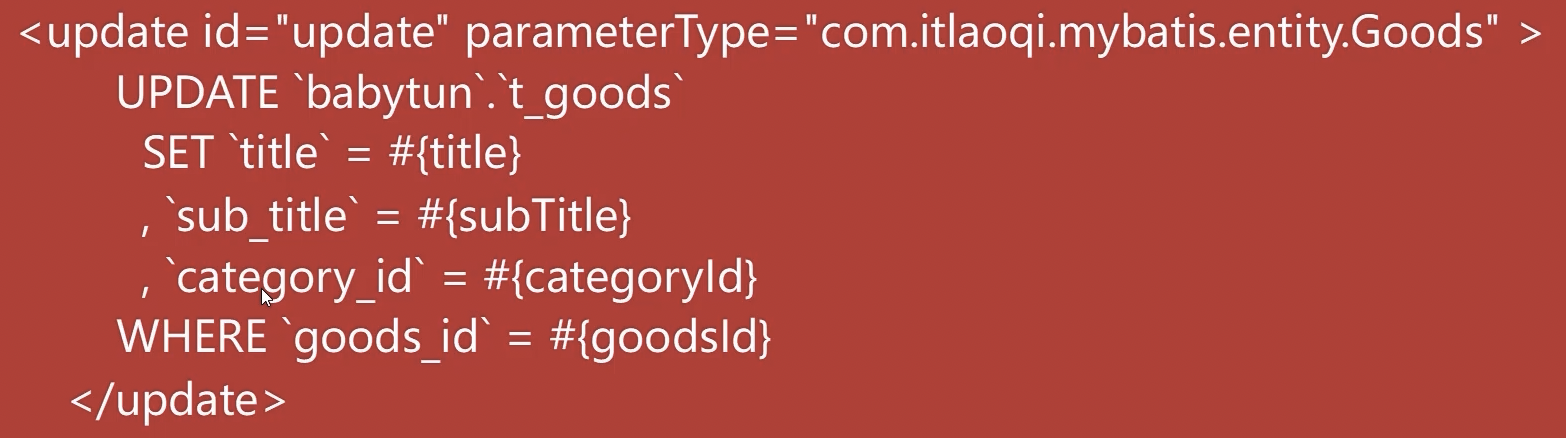 <update id="update" parameterType="com.itlaoqi.mybatis.entity.Goods" >
UPDATE `babytun`.`t_goods`
SET `title` = #{title}
, `sub_title` = #{subTitle}
, `category_id` = #{categoryId}
WHERE `goods_id` = #{goodsId}
</update>